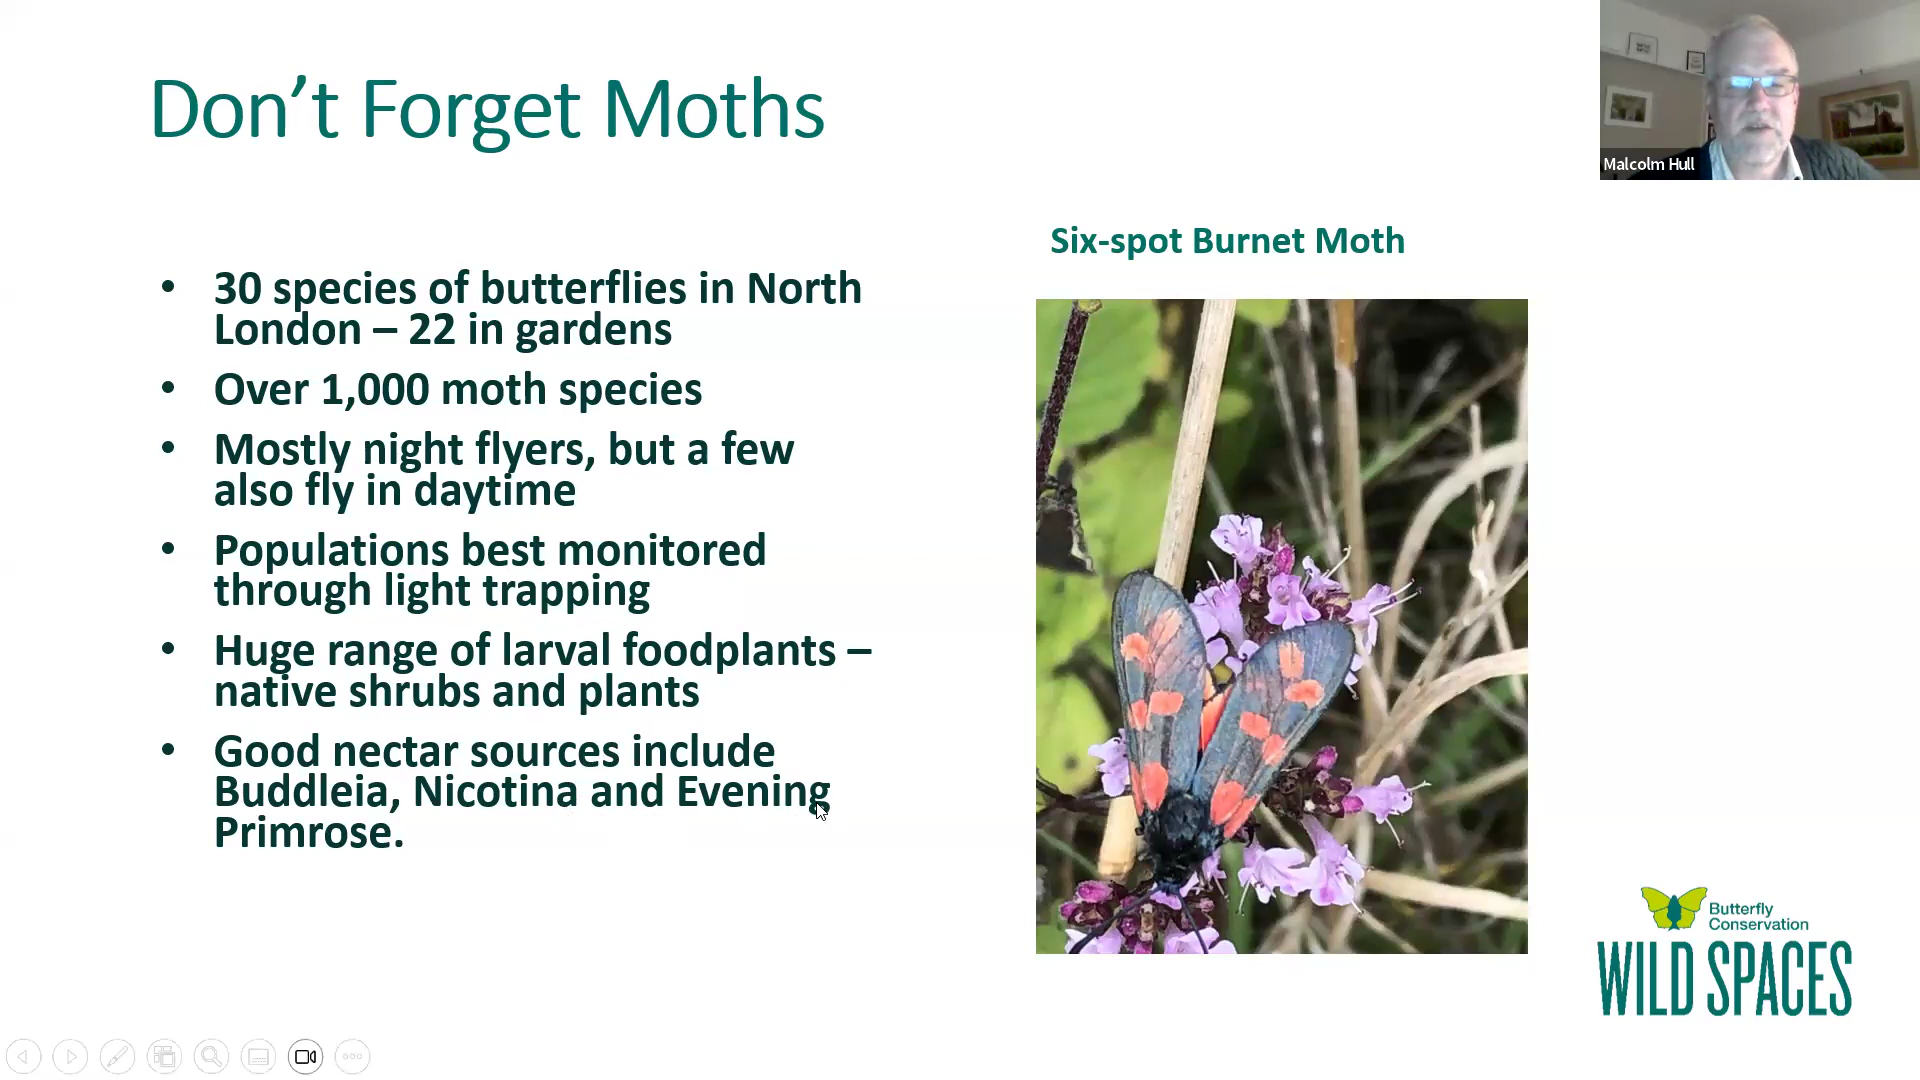 Don’t Forget Moths
Malcolm Hull
Six-spot Burnet Moth
• 30 species of butterflies in North
London – 22 in gardens
• Over 1,000 moth species
• Mostly night flyers, but a few
also fly in daytime
• Populations best monitored
through light trapping
• Huge range of larval foodplants –
native shrubs and plants
• Good nectar sources include
Buddleia, Nicotina and Evening
Primrose.
Butterfly
Conservation
WILD SPACES